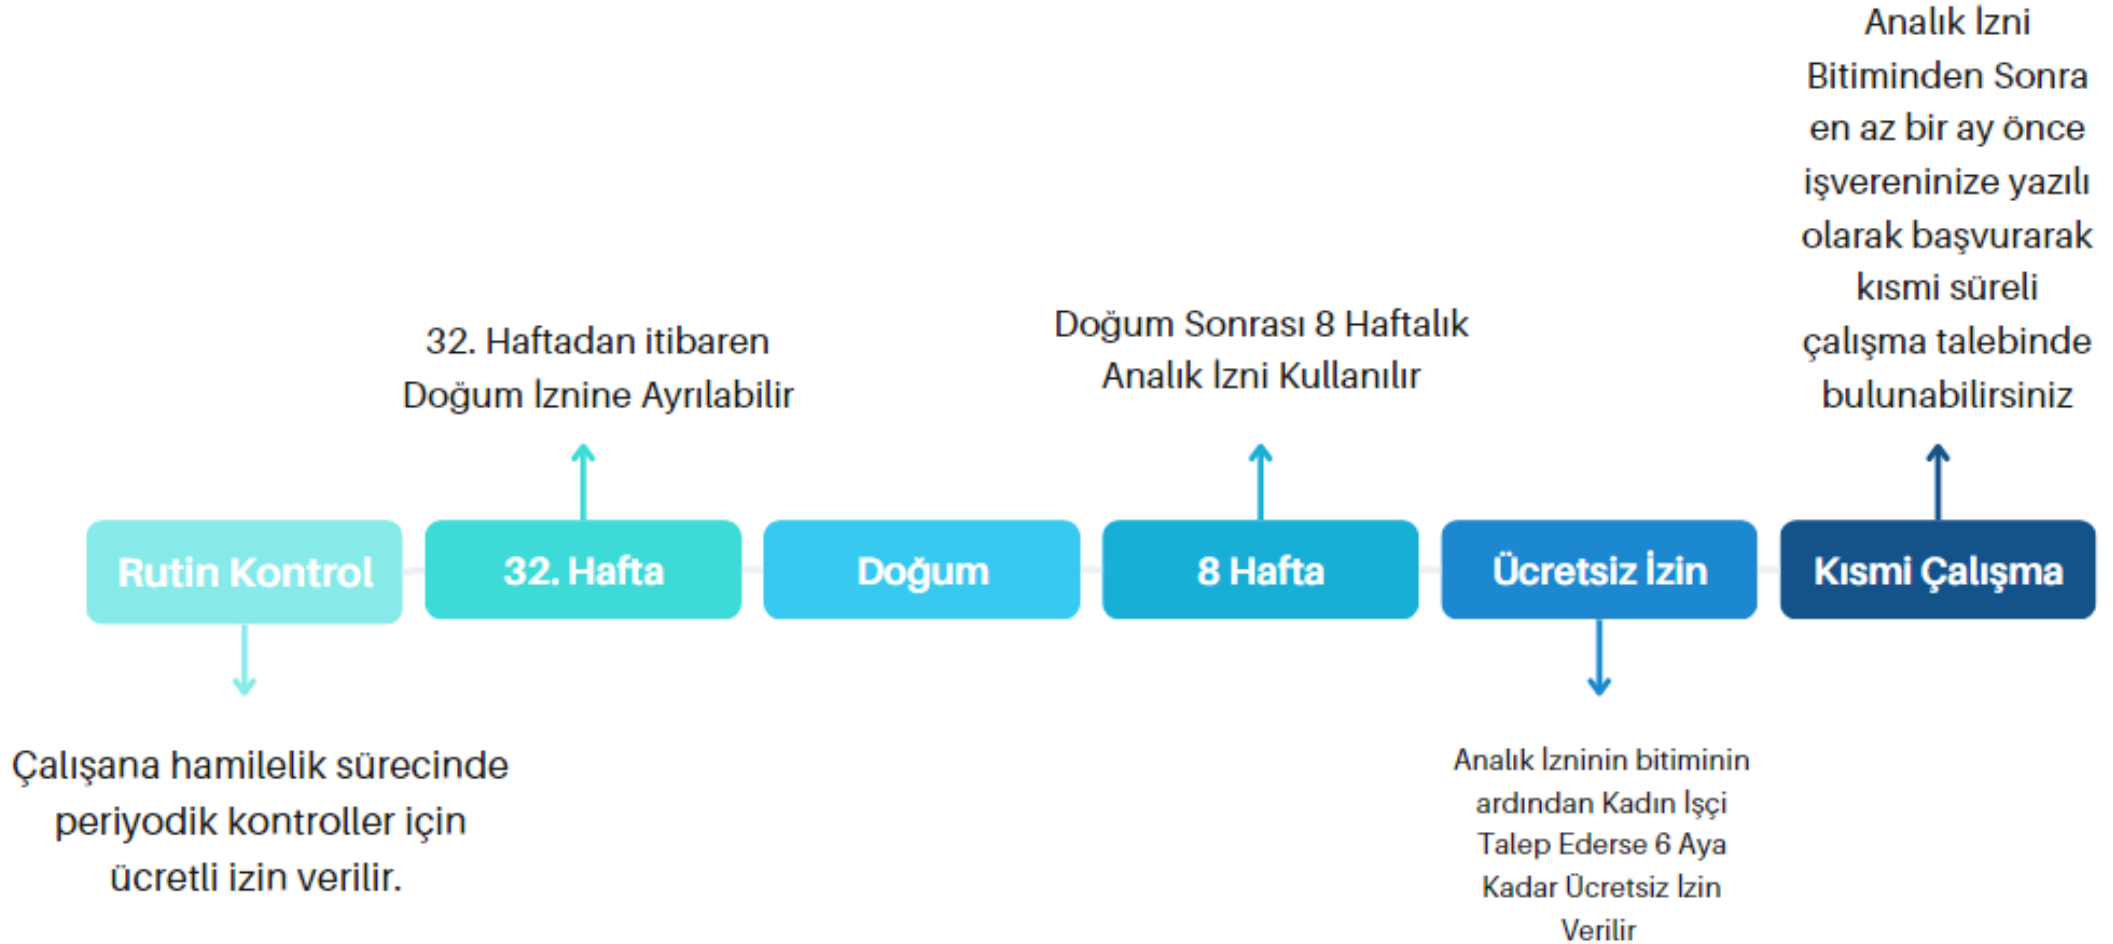 Analık İzni
Bitiminden Sonra
en az bir ay önce
işvereninize yazılı
olarak başvurarak
kısmi süreli
çalışma talebinde
bulunabilirsiniz
32. Haftadan itibaren
Doğum İznine Ayrılabilir
Doğum Sonrası 8 Haftalık
Analık İzni Kullanılır
Rutin Kontrol
32. Hafta
Doğum
8 Hafta
Ücretsiz İzin
Kısmi Çalışma
Çalışana hamilelik sürecinde
periyodik kontroller için
ücretli izin verilir.
Analık İzninin bitiminin
ardından Kadın İşçi
Talep Ederse 6 Aya
Kadar Ücretsiz İzin
Verilir